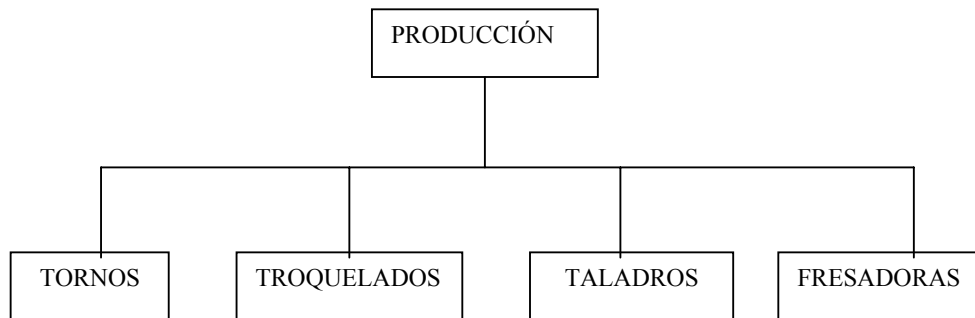 PRODUCCIÓN
TORNOS
TROQUELADOS
TALADROS
FRESADORAS